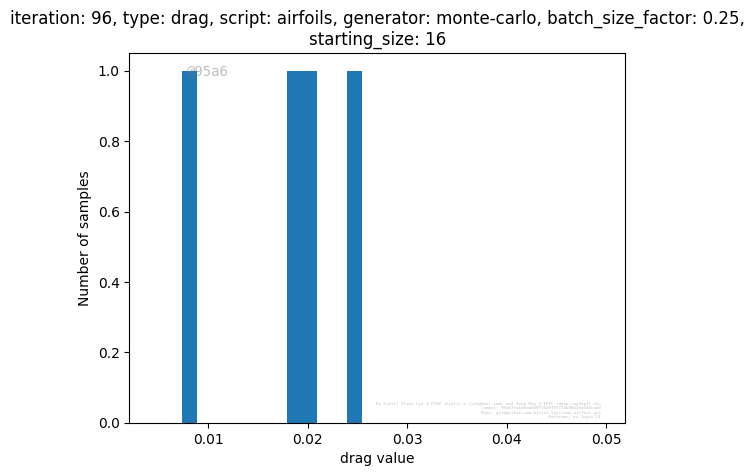 iteration: 96, type: drag, script: airfoils, generator: monte-carlo, batch_size_factor: 0.25,
starting_size: 16
@95a6
1.0
0.8
0.6
0.4
0.2
0.0
Number of samples
0.01
0.02
0.03
0.04
0.05
drag value